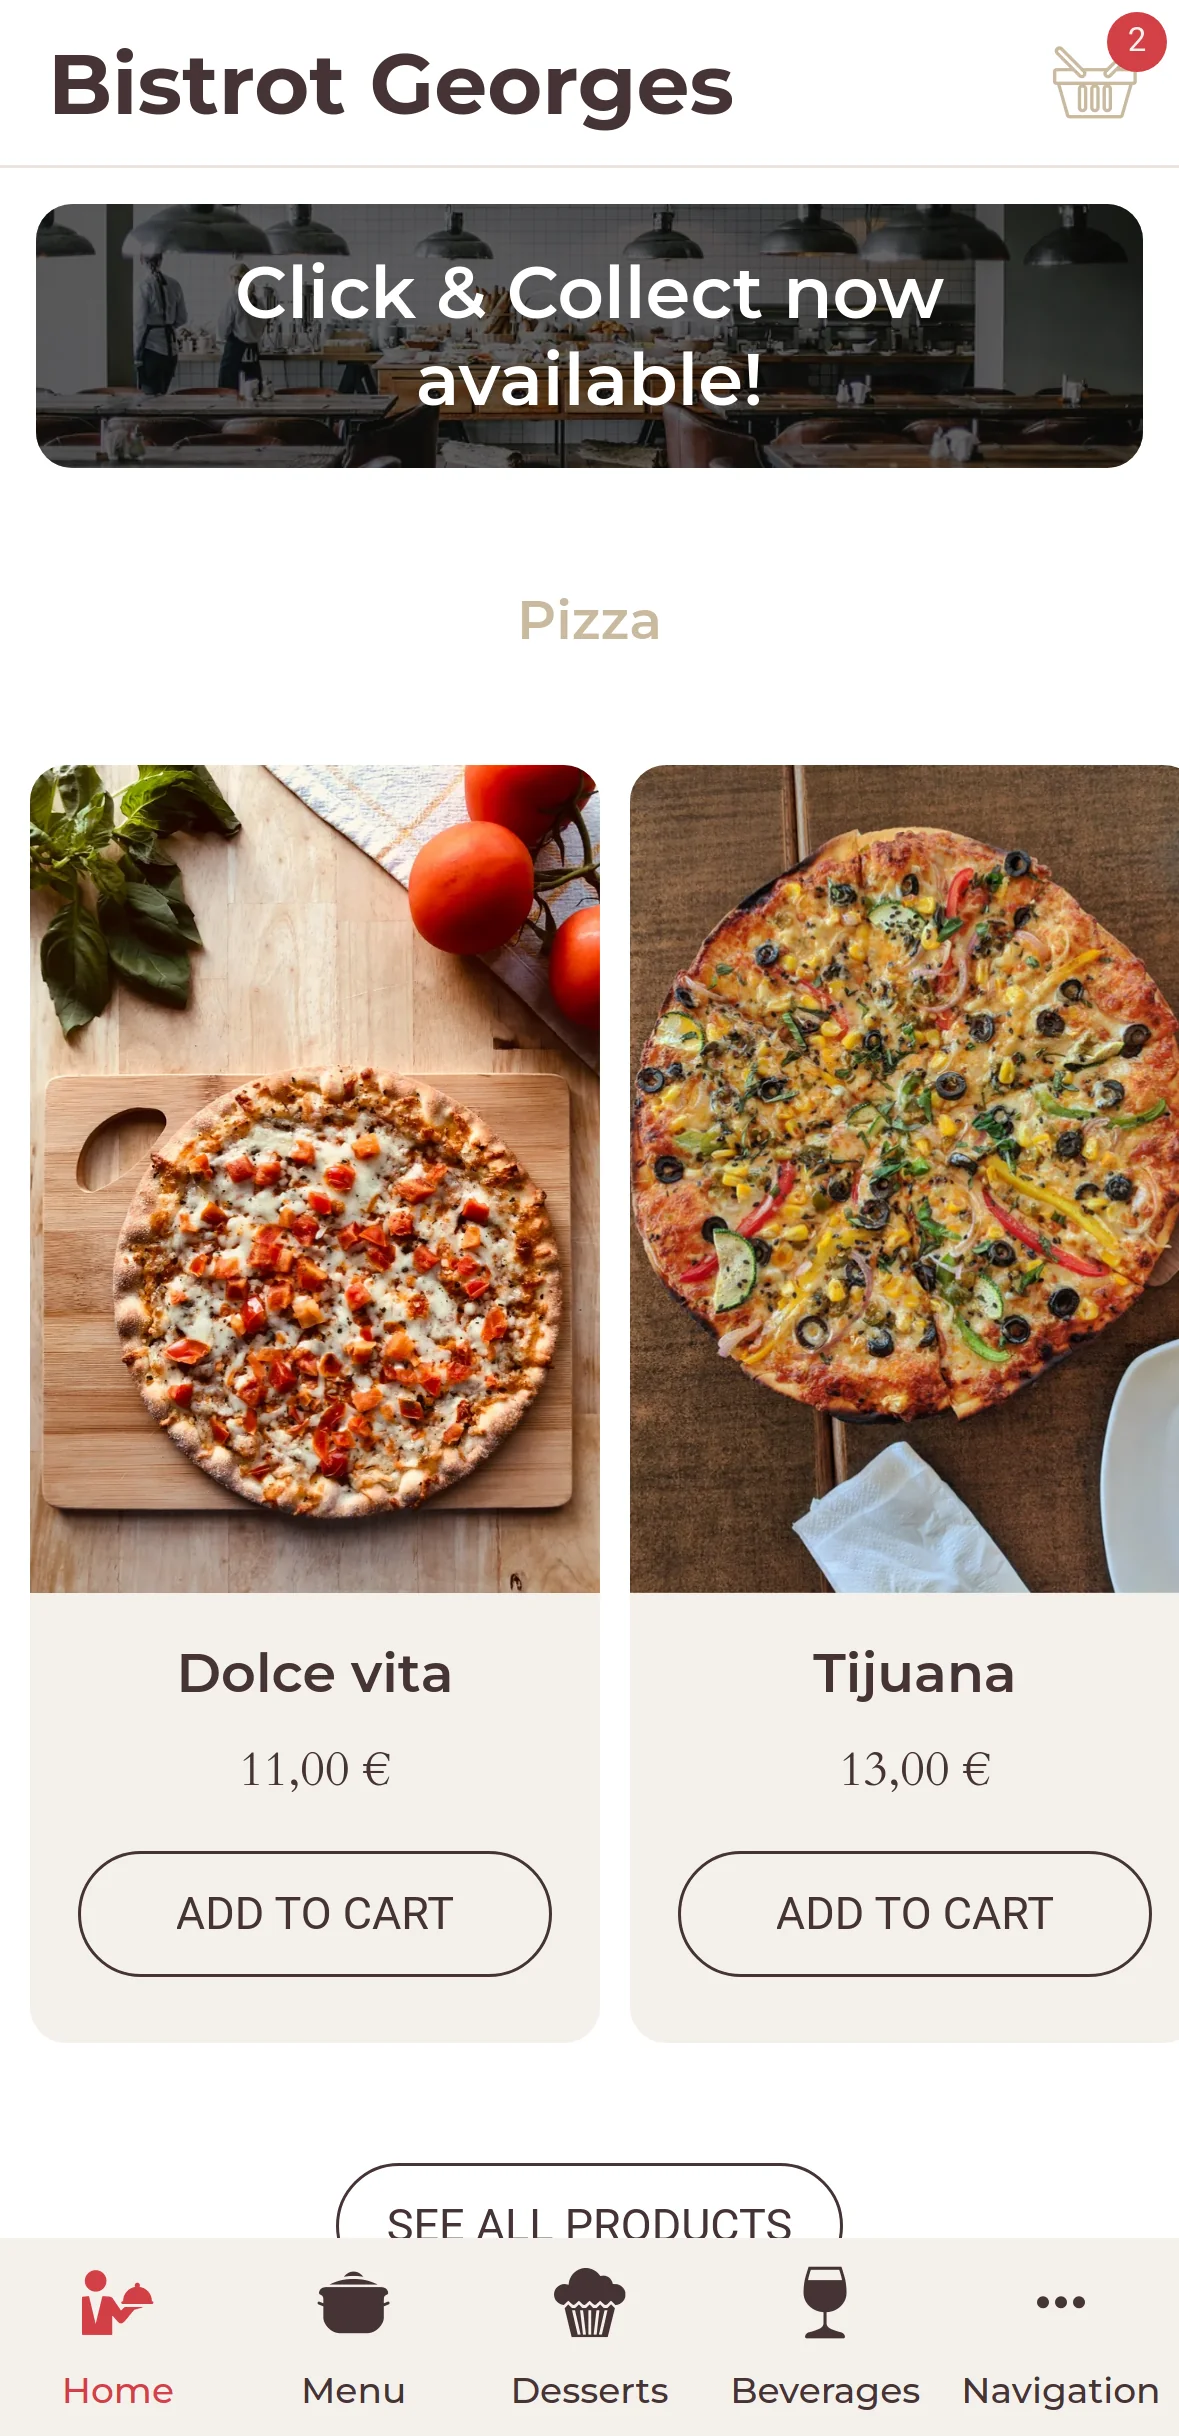 Bistrot Georges
2
Click & Collect now
available!
Pizza
Dolce vita
11,00 €
ADD TO CART
Tijuana
13,00 €
ADD TO CART
SEE ALL PRODUCTS
Home
Menu
Desserts
Beverages
Navigation